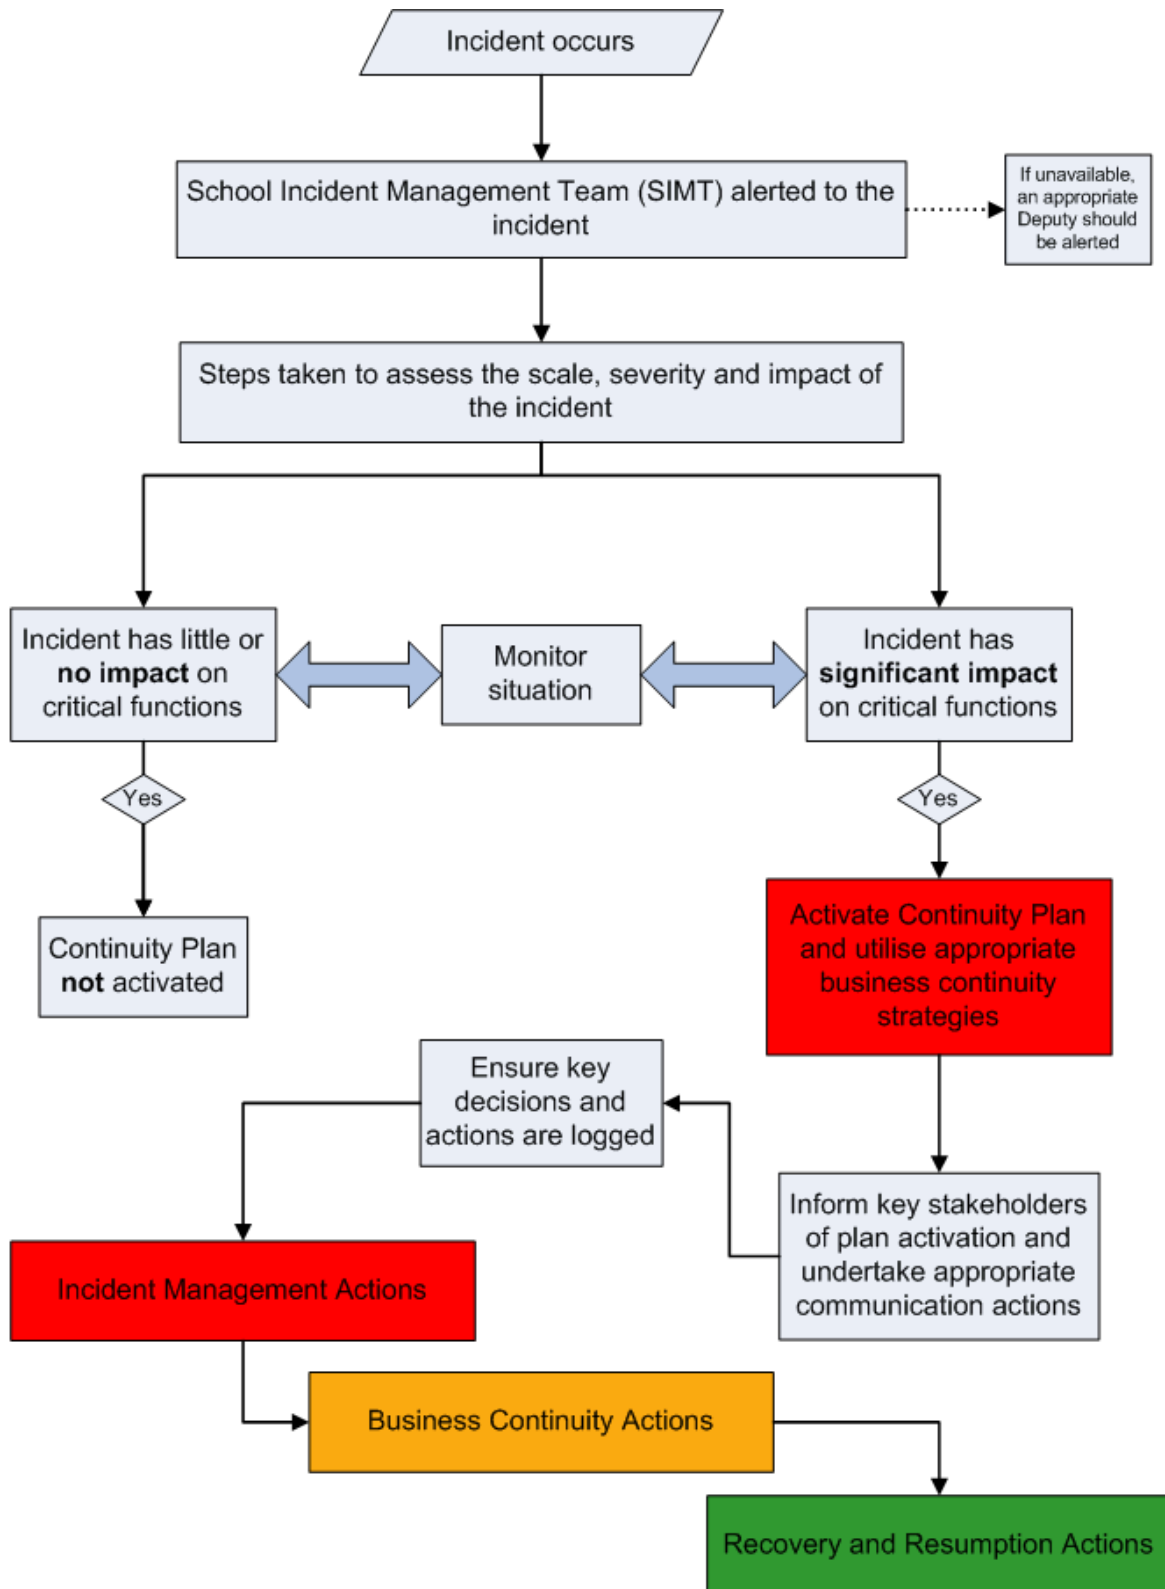 Incident occurs
School Incident Management Team (SIMT) alerted to the
incident
If unavailable,
an appropriate
Deputy should
be alerted
Steps taken to assess the scale, severity and impact of
the incident
Incident has little or
no impact on
critical functions
Monitor
situation
Incident has
significant impact
on critical functions
Yes
Yes
Continuity Plan
not activated
Activate Continuity Plan
and utilise appropriate
business continuity
strategies
Ensure key
decisions and
actions are logged
Inform key stakeholders
of plan activation and
undertake appropriate
communication actions
Incident Management Actions
Business Continuity Actions
Recovery and Resumption Actions